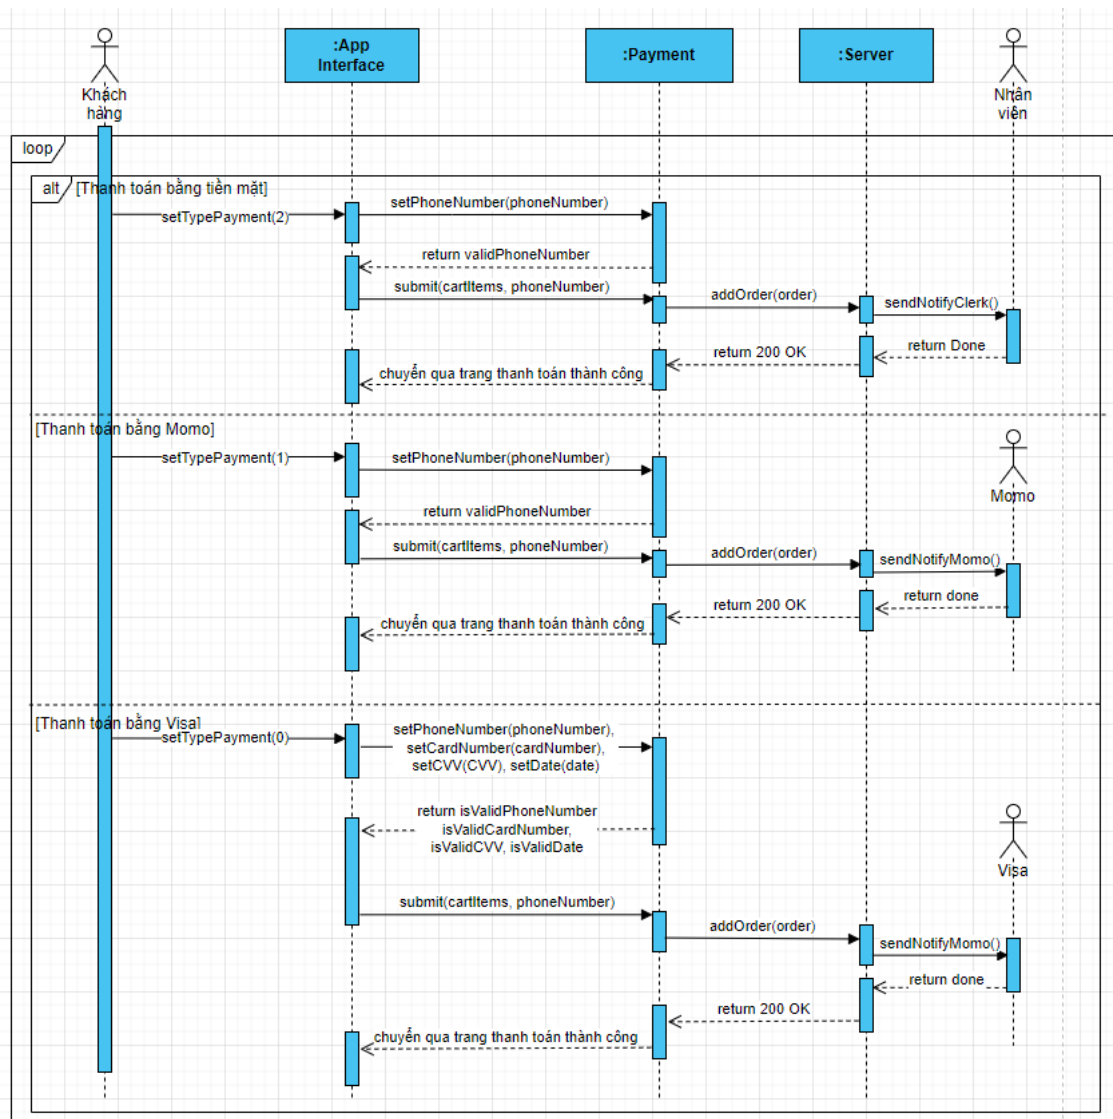 :App
Interface
:Payment
:Server
Khách
hàng
Nhân
viên
loop
alt
[Thanh toán bằng tiền mặt]
setTypePayment(2)
setPhoneNumber(phoneNumber)
return validPhoneNumber
submit(cartItems, phoneNumber)
addOrder(order)
sendNotifyClerk()
return Done
return 200 OK
chuyển qua trang thanh toán thành công
[Thanh toán bằng Momo]
setTypePayment(1)
setPhoneNumber(phoneNumber)
Momo
return validPhoneNumber
submit(cartItems, phoneNumber)
addOrder(order)
sendNotifyMomo()
return done
return 200 OK
chuyển qua trang thanh toán thành công
[Thanh toán bằng Visa]
setTypePayment(0)
setPhoneNumber(phoneNumber),
setCardNumber(cardNumber),
setCVV(CVV), setDate(date)
return isValidPhoneNumber
isValidCardNumber,
isValidCVV, isValidDate
Visa
submit(cartItems, phoneNumber)
addOrder(order)
sendNotifyMomo()
return done
return 200 OK
chuyển qua trang thanh toán thành công